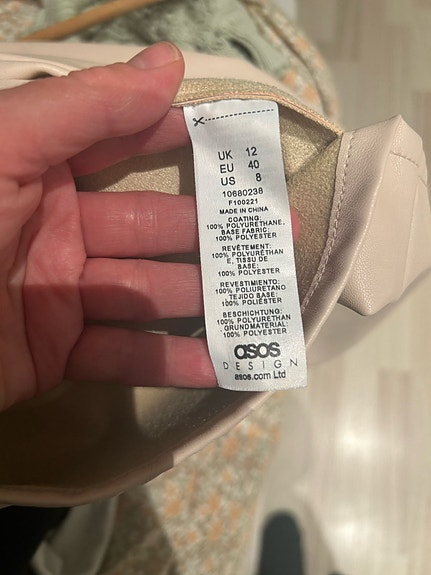 UK 12
EU 40
US 8
10680238
F100221
MADE IN CHINA
COATING:
100% POLYURETHANE,
BASE FABRIC:
100% POLYESTER
REVÊTEMENT:
100% POLYURÉTHAN
E, TISSU DE
BASE:
100% POLYESTER
REVESTIMIENTO:
100% POLIURETANO
TEJIDO BASE:
100% POLIÉSTER
BESCHICHTUNG:
100% POLYURETHAN
GRUNDMATERIAL:
100% POLYESTER
asos
DESIGN
asos.com Ltd